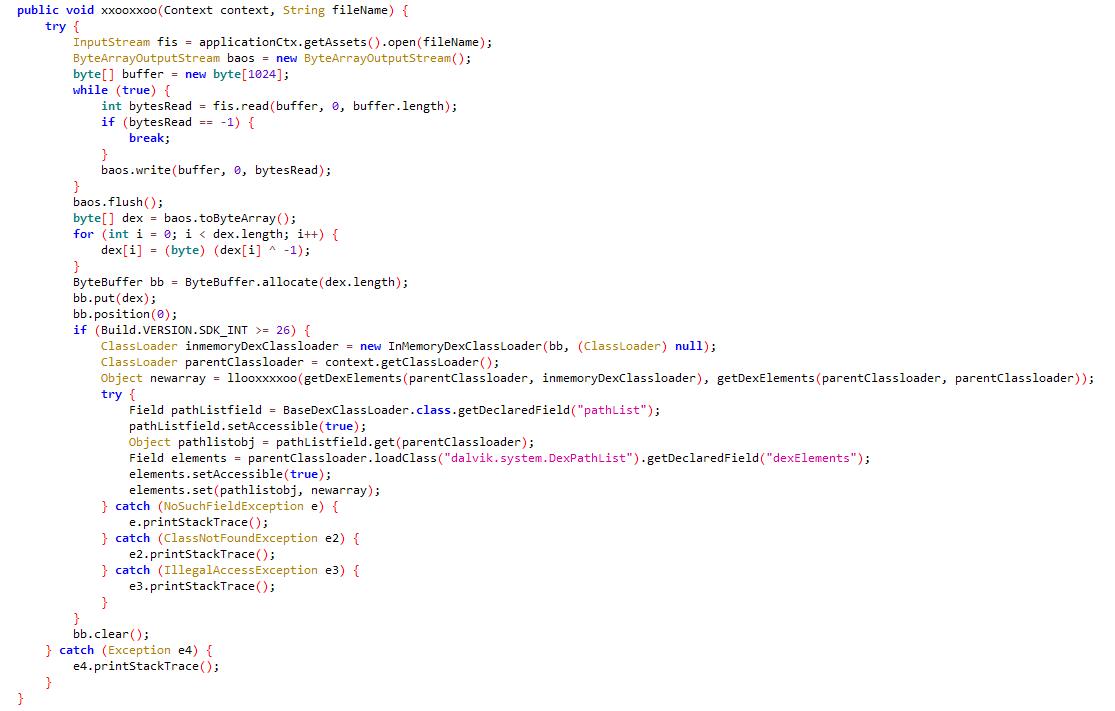 public void xxooxxoo(Context context, String fileName) {
    try {
        InputStream fis = applicationCtx.getAssets().open(fileName);
        ByteArrayOutputStream baos = new ByteArrayOutputStream();
        byte[] buffer = new byte[1024];
        while (true) {
            int bytesRead = fis.read(buffer, 0, buffer.length);
            if (bytesRead == -1) {
                break;
            }
            baos.write(buffer, 0, bytesRead);
        }
        baos.flush();
        byte[] dex = baos.toByteArray();
        for (int i = 0; i < dex.length; i++) {
            dex[i] = (byte) (dex[i] ^ -1);
        }
        ByteBuffer bb = ByteBuffer.allocate(dex.length);
        bb.put(dex);
        bb.position(0);
        if (Build.VERSION.SDK_INT >= 26) {
            ClassLoader inmemoryDexClassloader = new InMemoryDexClassLoader(bb, (ClassLoader) null);
            ClassLoader parentClassloader = context.getClassLoader();
            Object newarray = llooxxxxoo(getDexElements(parentClassloader, inmemoryDexClassloader), getDexElements(parentClassloader, parentClassloader));
            try {
                Field pathListfield = BaseDexClassLoader.class.getDeclaredField("pathList");
                pathListfield.setAccessible(true);
                Object pathlistobj = pathListfield.get(parentClassloader);
                Field elements = parentClassloader.loadClass("dalvik.system.DexPathList").getDeclaredField("dexElements");
                elements.setAccessible(true);
                elements.set(pathlistobj, newarray);
            } catch (NoSuchFieldException e) {
                e.printStackTrace();
            } catch (ClassNotFoundException e2) {
                e2.printStackTrace();
            } catch (IllegalAccessException e3) {
                e3.printStackTrace();
            }
        }
        bb.clear();
    } catch (Exception e4) {
        e4.printStackTrace();
    }
}